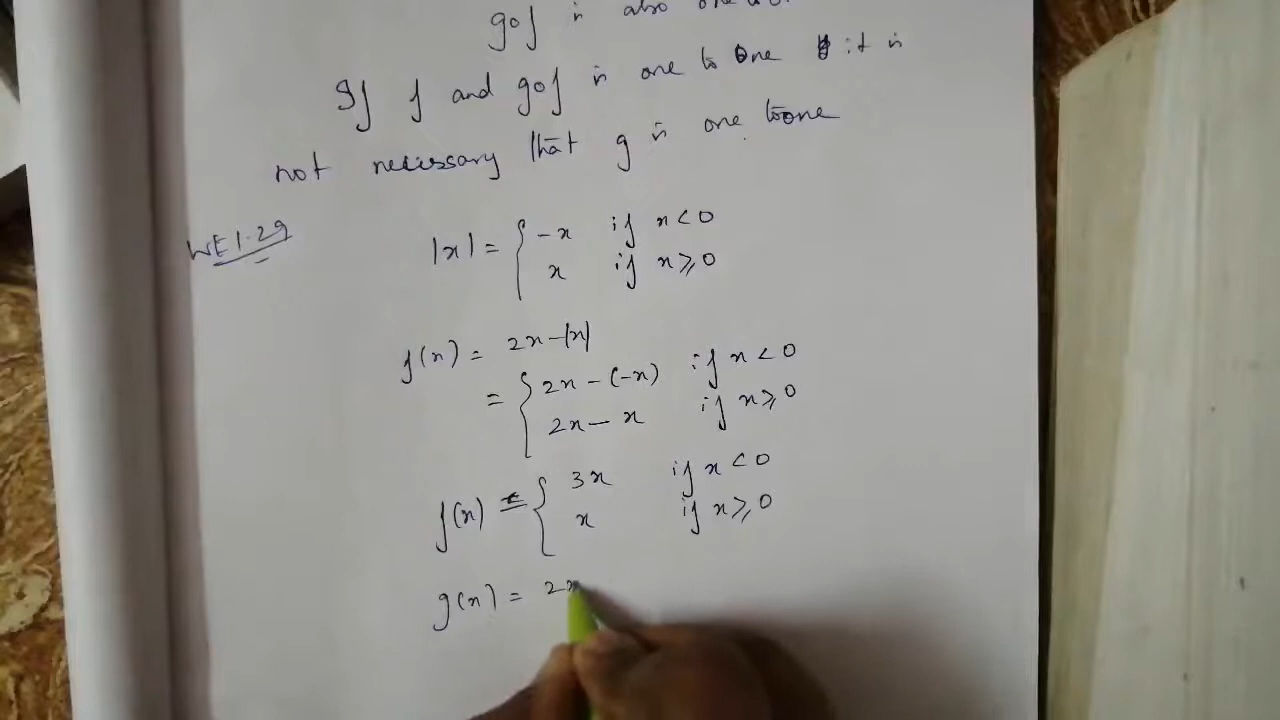 gof is also one to
If f and gof is one to one it is
not necessary that g is one to one
WE 1.29
|x| = { -x if x < 0
x if x ≥ 0
f(x) = 2x - |x|
= { 2x - (-x) if x < 0
2x - x if x ≥ 0
f(x) = { 3x if x < 0
x if x ≥ 0
g(x) = 2x